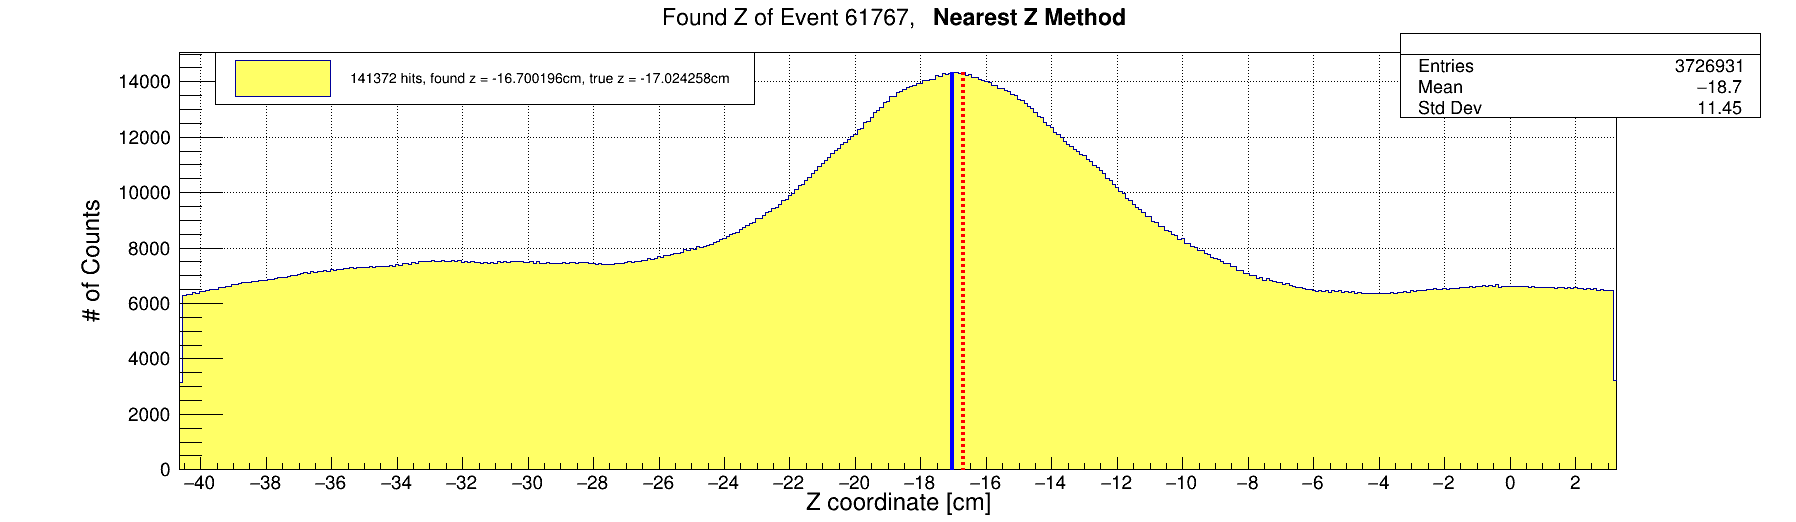 Found Z of Event 61767, Nearest Z Method
141372 hits, found z = -16.700196cm, true z = -17.024258cm
Entries 3726931
Mean −18.7
Std Dev 11.45
# of Counts
14000
12000
10000
8000
6000
4000
2000
0
−40 −38 −36 −34 −32 −30 −28 −26 −24 −22 −20 −18 −16 −14 −12 −10 −8 −6 −4 −2 0 2
Z coordinate [cm]